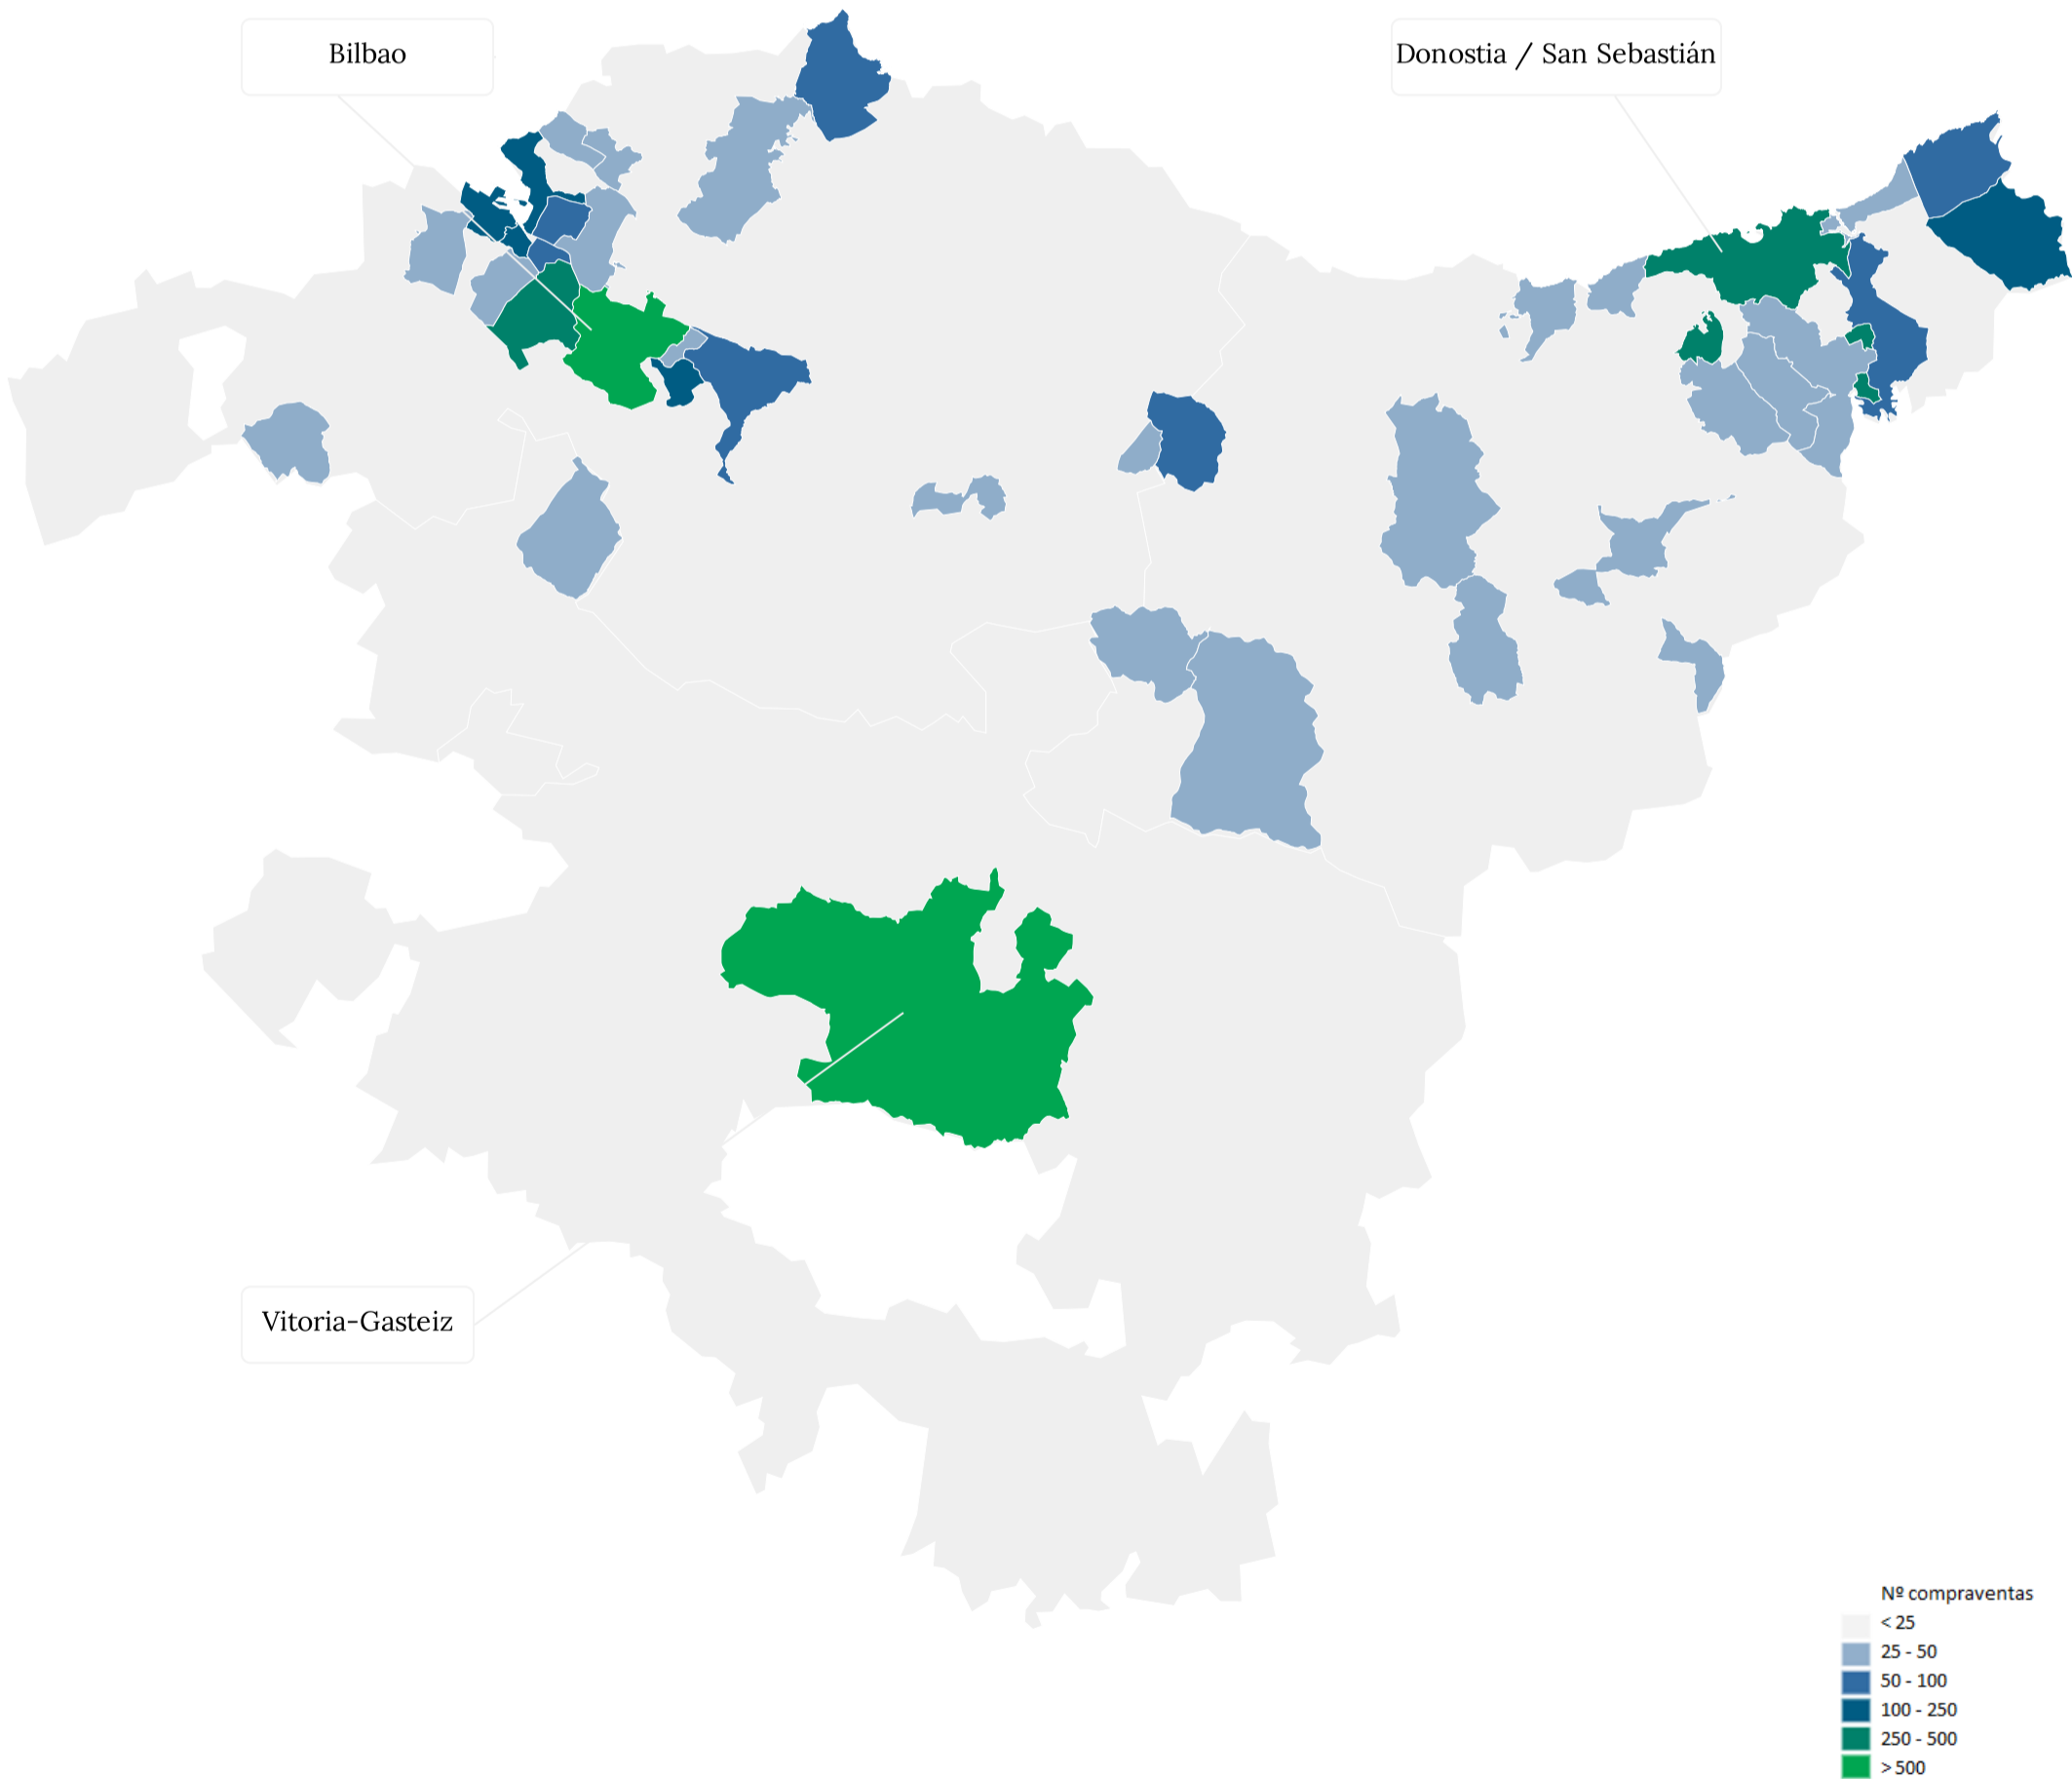 Bilbao
Donostia / San Sebastián
Vitoria-Gasteiz
Nº compraventas
< 25
25 - 50
50 - 100
100 - 250
250 - 500
> 500